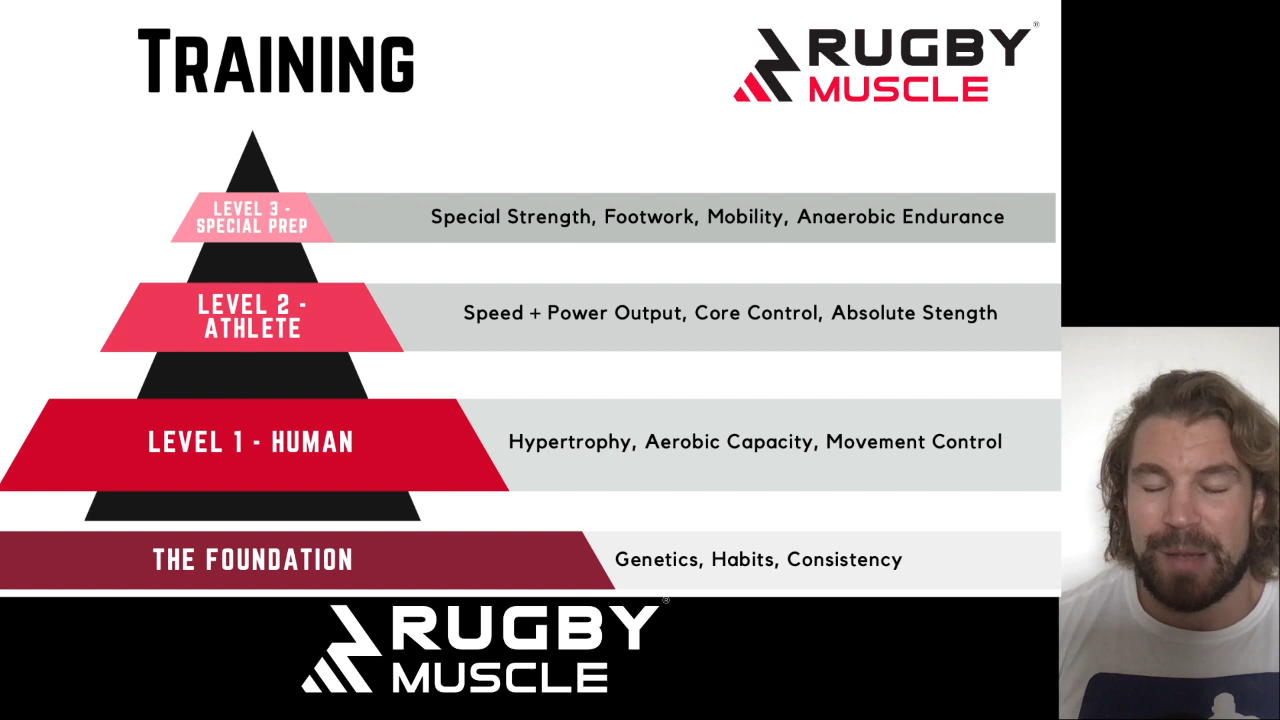 TRAINING
RUGBY ®
MUSCLE
LEVEL 3 -
SPECIAL PREP
Special Strength, Footwork, Mobility, Anaerobic Endurance
LEVEL 2 -
ATHLETE
Speed + Power Output, Core Control, Absolute Stength
LEVEL 1 - HUMAN
Hypertrophy, Aerobic Capacity, Movement Control
THE FOUNDATION
Genetics, Habits, Consistency
RUGBY ®
MUSCLE